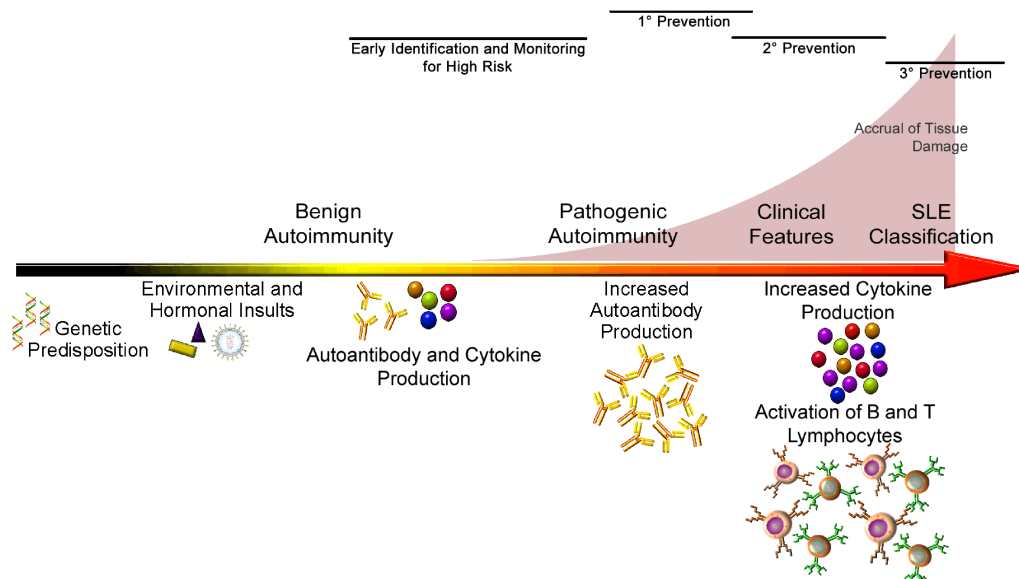 1° Prevention
Early Identification and Monitoring
for High Risk
2° Prevention
3° Prevention
Accrual of Tissue
Damage
Benign
Autoimmunity
Pathogenic
Autoimmunity
Clinical
Features
SLE
Classification
Genetic
Predisposition
Environmental and
Hormonal Insults
Autoantibody and Cytokine
Production
Increased
Autoantibody
Production
Increased Cytokine
Production
Activation of B and T
Lymphocytes